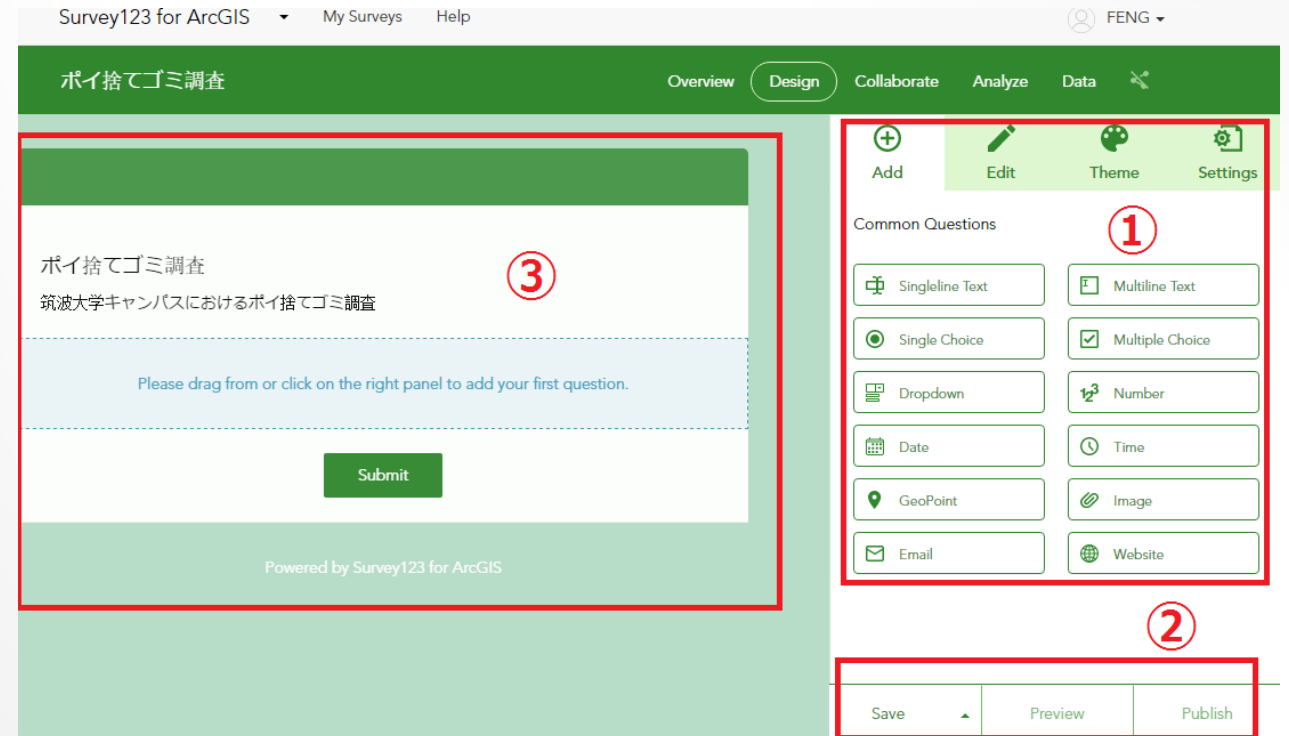 Survey123 for ArcGIS My Surveys Help FENG
ポイ捨てゴミ調査 Overview Design Collaborate Analyze Data
Add Edit Theme Settings
Common Questions
①
Singleline Text Multiline Text
Single Choice Multiple Choice
Dropdown Number
Date Time
GeoPoint Image
Email Website
②
Save Preview Publish
③
ポイ捨てゴミ調査
筑波大学キャンパスにおけるポイ捨てゴミ調査
Please drag from or click on the right panel to add your first question.
Submit
Powered by Survey123 for ArcGIS